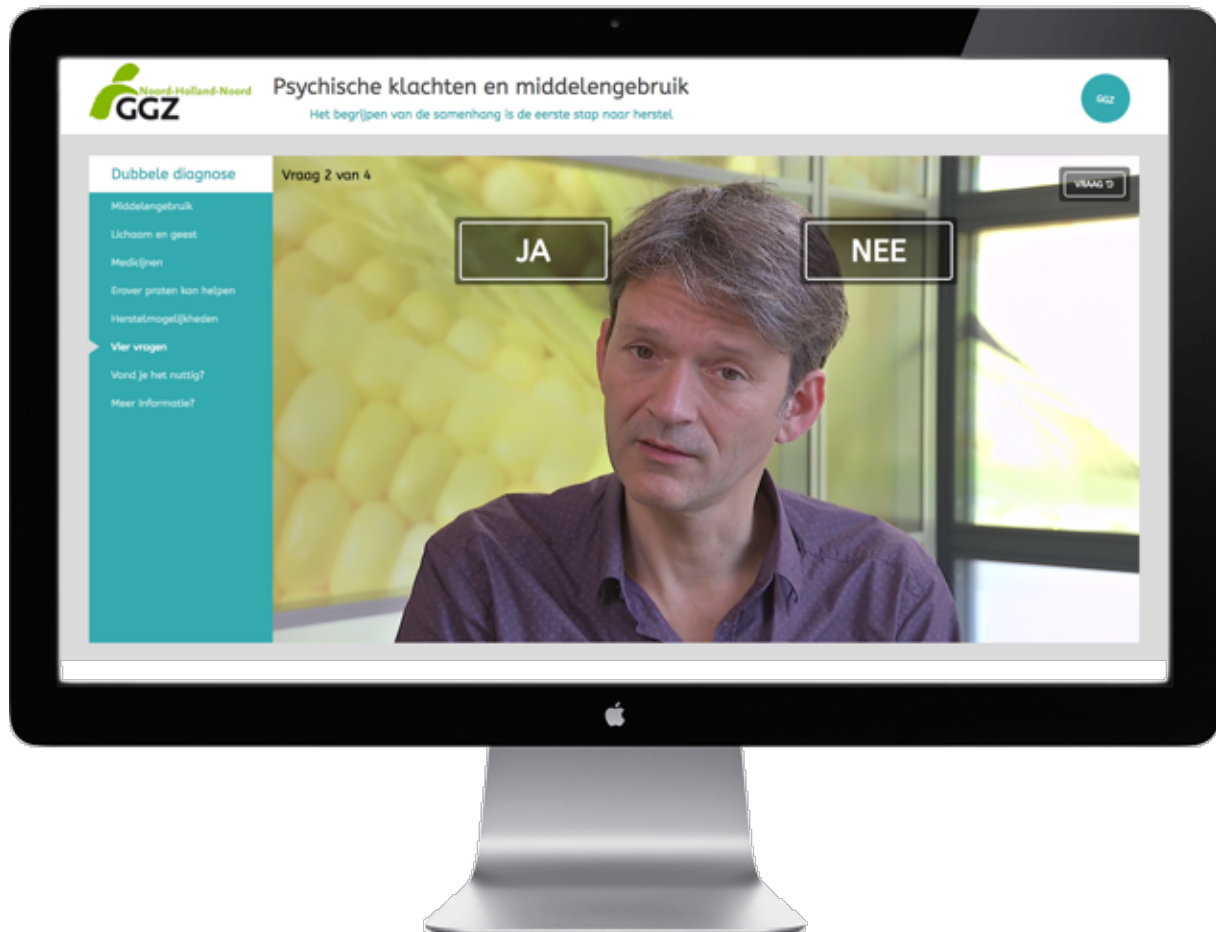 Noord-Holland-Noord
GGZ
Psychische klachten en middelengebruik
Het begrijpen van de samenhang is de eerste stap naar herstel
GGZ
Dubbele diagnose
Middelengebruik
Lichaam en geest
Medicijnen
Erover praten kan helpen
Herstelmogelijkheden
Vier vragen
Vond je het nuttig?
Meer informatie?
Vraag 2 van 4
VRAAG
JA
NEE